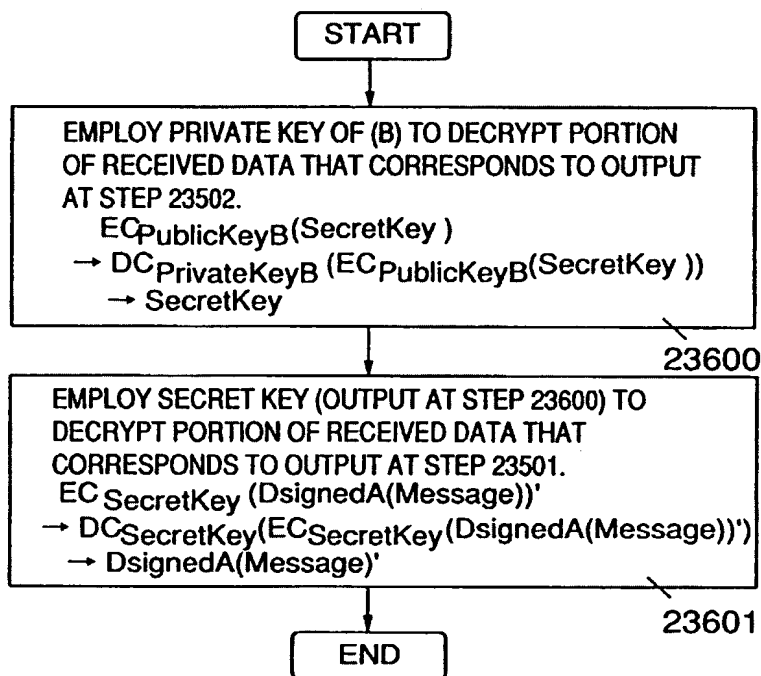 START
EMPLOY PRIVATE KEY OF (B) TO DECRYPT PORTION
OF RECEIVED DATA THAT CORRESPONDS TO OUTPUT
AT STEP 23502.
ECPublicKeyB(SecretKey )
→ DCPrivateKeyB (ECPublicKeyB(SecretKey ))
→ SecretKey
23600
EMPLOY SECRET KEY (OUTPUT AT STEP 23600) TO
DECRYPT PORTION OF RECEIVED DATA THAT
CORRESPONDS TO OUTPUT AT STEP 23501.
EC SecretKey (DsignedA(Message))'
→ DCSecretKey(ECSecretKey(DsignedA(Message))')
→ DsignedA(Message)'
23601
END